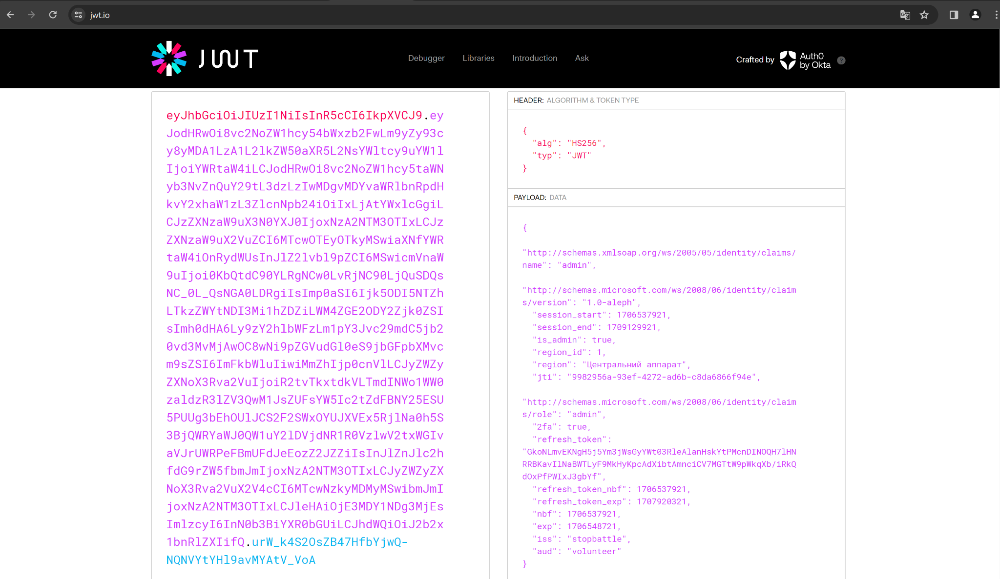 jwt.io
JWT
Debugger
Libraries
Introduction
Ask
Crafted by
Auth0
by Okta
?
eyJhbGciOiJIUzI1NiIsInR5cCI6IkpXVCJ9.ey
JodHRwOi8vc2NoZW1hcy54bWxzb2FwLm9yZy93c
y8yMDA1LzA1L2lkZW50aXR5L2NsYWltcy9uYW1l
IjoiYWRtaW4iLCJodHRwOi8vc2NoZW1hcy5taWN
yb3NvZnQuY29tL3dzLzIwMDgvMDYvaWRlbnRpdH
kvY2xhaW1zL3ZlcnNpb24iOiIxLjAtYWxlcGgiL
CJzZXNzaW9uX3N0YXJ0IjoxNzA2NTM3OTIxLCJz
ZXNzaW9uX2VuZCI6MTcwOTEyOTkyMSwiaXNfYWR
taW4iOnRydWUsInJlZ2lvbl9pZCI6MSwicmVnaW
9uIjoi0KbQtdC90YLRgNCw0LvRjNC90LjQuSDQs
NC_0L_QsNGA0LDRgiIsImp0aSI6Ijk5ODI5NTZh
LTkzZWYtNDI3Mi1hZDZiLWM4ZGE2ODY2Zjk0ZSI
sImh0dHA6Ly9zY2hlbWFzLm1pY3Jvc29mdC5jb2
0vd3MvMjAwOC8wNi9pZGVudGl0eS9jbGFpbXMvc
m9sZSI6ImFkbWluIiwiMmZhIjp0cnVlLCJyZWZy
ZXNoX3Rva2VuIjoiR2tvTkxtdkVLTmdINWo1WW0
zaldzR3lZV3QwM1JsZUFsYW5Ic2tZdFBNY25ESU
5PUUg3bEhOUlJCS2F2SWxOYUJXVEx5RjlNa0h5S
3BjQWRYaWJ0QW1uY2lDVjdNR1R0VzlwV2txWGIv
aVJrUWRPeFBmUFdJeEozZ2JZZiIsInJlZnJlc2h
fdG9rZW5fbmJmIjoxNzA2NTM3OTIxLCJyZWZyZX
NoX3Rva2VuX2V4cCI6MTcwNzkyMDMyMSwibmJmI
joxNzA2NTM3OTIxLCJleHAiOjE3MDY1NDg3MjEs
ImlzcyI6InN0b3BiYXR0bGUiLCJhdWQiOiJ2b2x
1bnRlZXIifQ.urW_k4S2OsZB47HfbYjwQ-
NQNVYtYHl9avMYAtV_VoA
HEADER: ALGORITHM & TOKEN TYPE
{
"alg": "HS256",
"typ": "JWT"
}
PAYLOAD: DATA
{
"http://schemas.xmlsoap.org/ws/2005/05/identity/claims/
name": "admin",
"http://schemas.microsoft.com/ws/2008/06/identity/claim
s/version": "1.0-aleph",
"session_start": 1706537921,
"session_end": 1709129921,
"is_admin": true,
"region_id": 1,
"region": "Центральний аппарат",
"jti": "9982956a-93ef-4272-ad6b-c8da6866f94e",
"http://schemas.microsoft.com/ws/2008/06/identity/claim
s/role": "admin",
"2fa": true,
"refresh_token":
"GkoNLmvEKNgH5j5Ym3jWsGyYWt03RleAlanHskYtPMcnDINOQH7lHN
RRBKavIlNaBWTLyF9MkHyKpcAdXibtAmnciCV7MGTtW9pWkqXb/iRkQ
dOxPfPWIxJ3gbYf",
"refresh_token_nbf": 1706537921,
"refresh_token_exp": 1707920321,
"nbf": 1706537921,
"exp": 1706548721,
"iss": "stopbattle",
"aud": "volunteer"
}